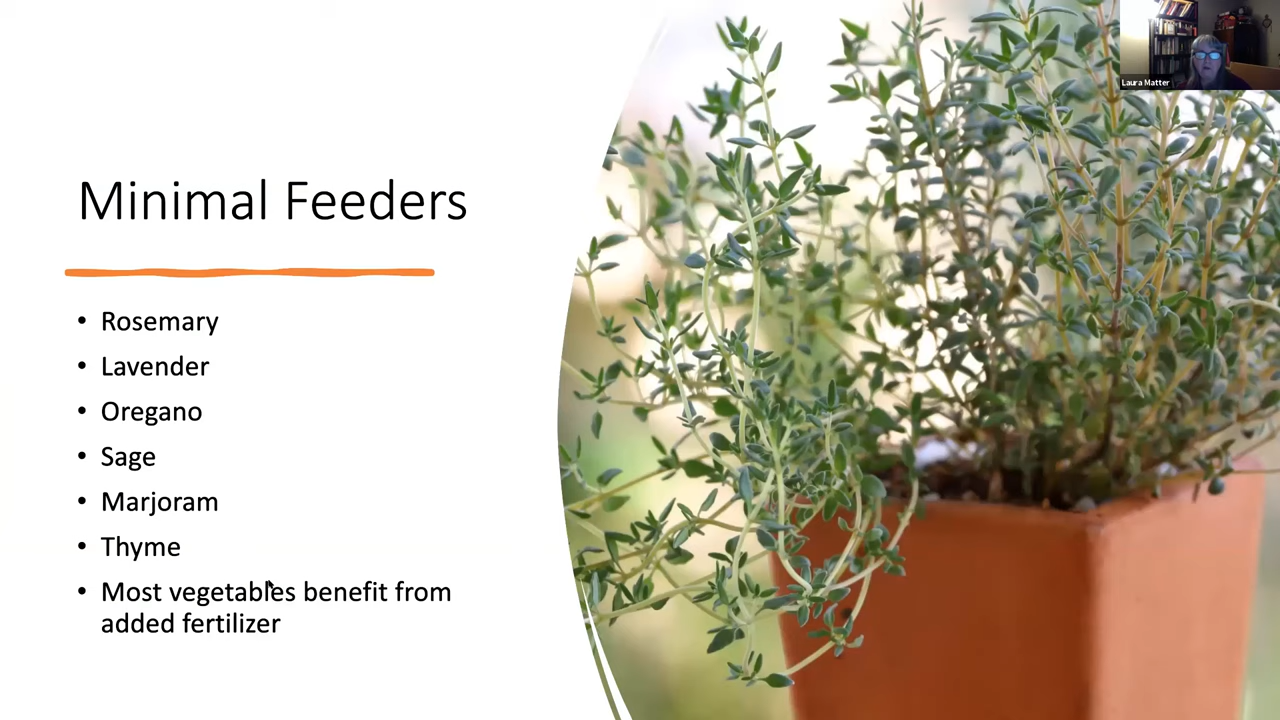 Laura Matter
Minimal Feeders
• Rosemary
• Lavender
• Oregano
• Sage
• Marjoram
• Thyme
• Most vegetables benefit from
added fertilizer